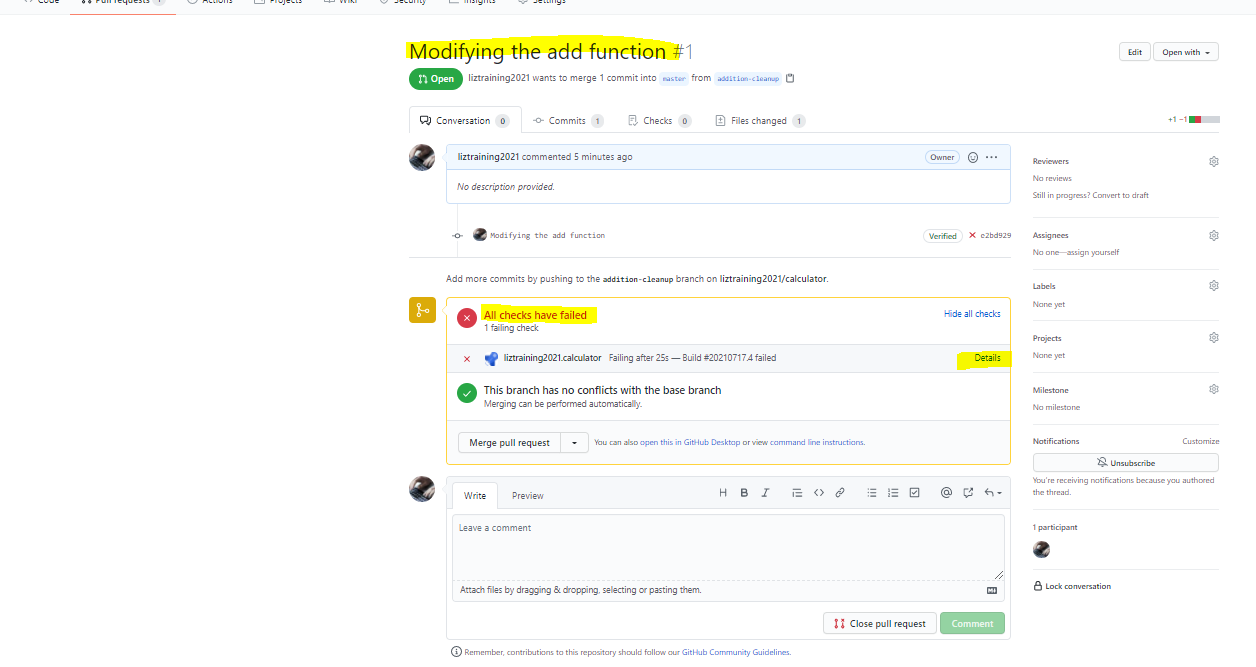 Code Pull requests 1 Actions Projects Wiki Security Insights Settings
Modifying the add function #1
Edit Open with
Open liztraining2021 wants to merge 1 commit into master from addition-cleanup
Conversation 0 Commits 1 Checks 0 Files changed 1
+1 −1
liztraining2021 commented 5 minutes ago Owner
No description provided.
Modifying the add function Verified e2bd929
Add more commits by pushing to the addition-cleanup branch on liztraining2021/calculator.
All checks have failed
1 failing check
Hide all checks
liztraining2021.calculator Failing after 25s — Build #20210717.4 failed Details
This branch has no conflicts with the base branch
Merging can be performed automatically.
Merge pull request You can also open this in GitHub Desktop or view command line instructions.
Write Preview
H B I
Leave a comment
Attach files by dragging & dropping, selecting or pasting them.
Close pull request Comment
Remember, contributions to this repository should follow our GitHub Community Guidelines.
Reviewers
No reviews
Still in progress? Convert to draft
Assignees
No one—assign yourself
Labels
None yet
Projects
None yet
Milestone
No milestone
Notifications Customize
Unsubscribe
You're receiving notifications because you authored
the thread.
1 participant
Lock conversation